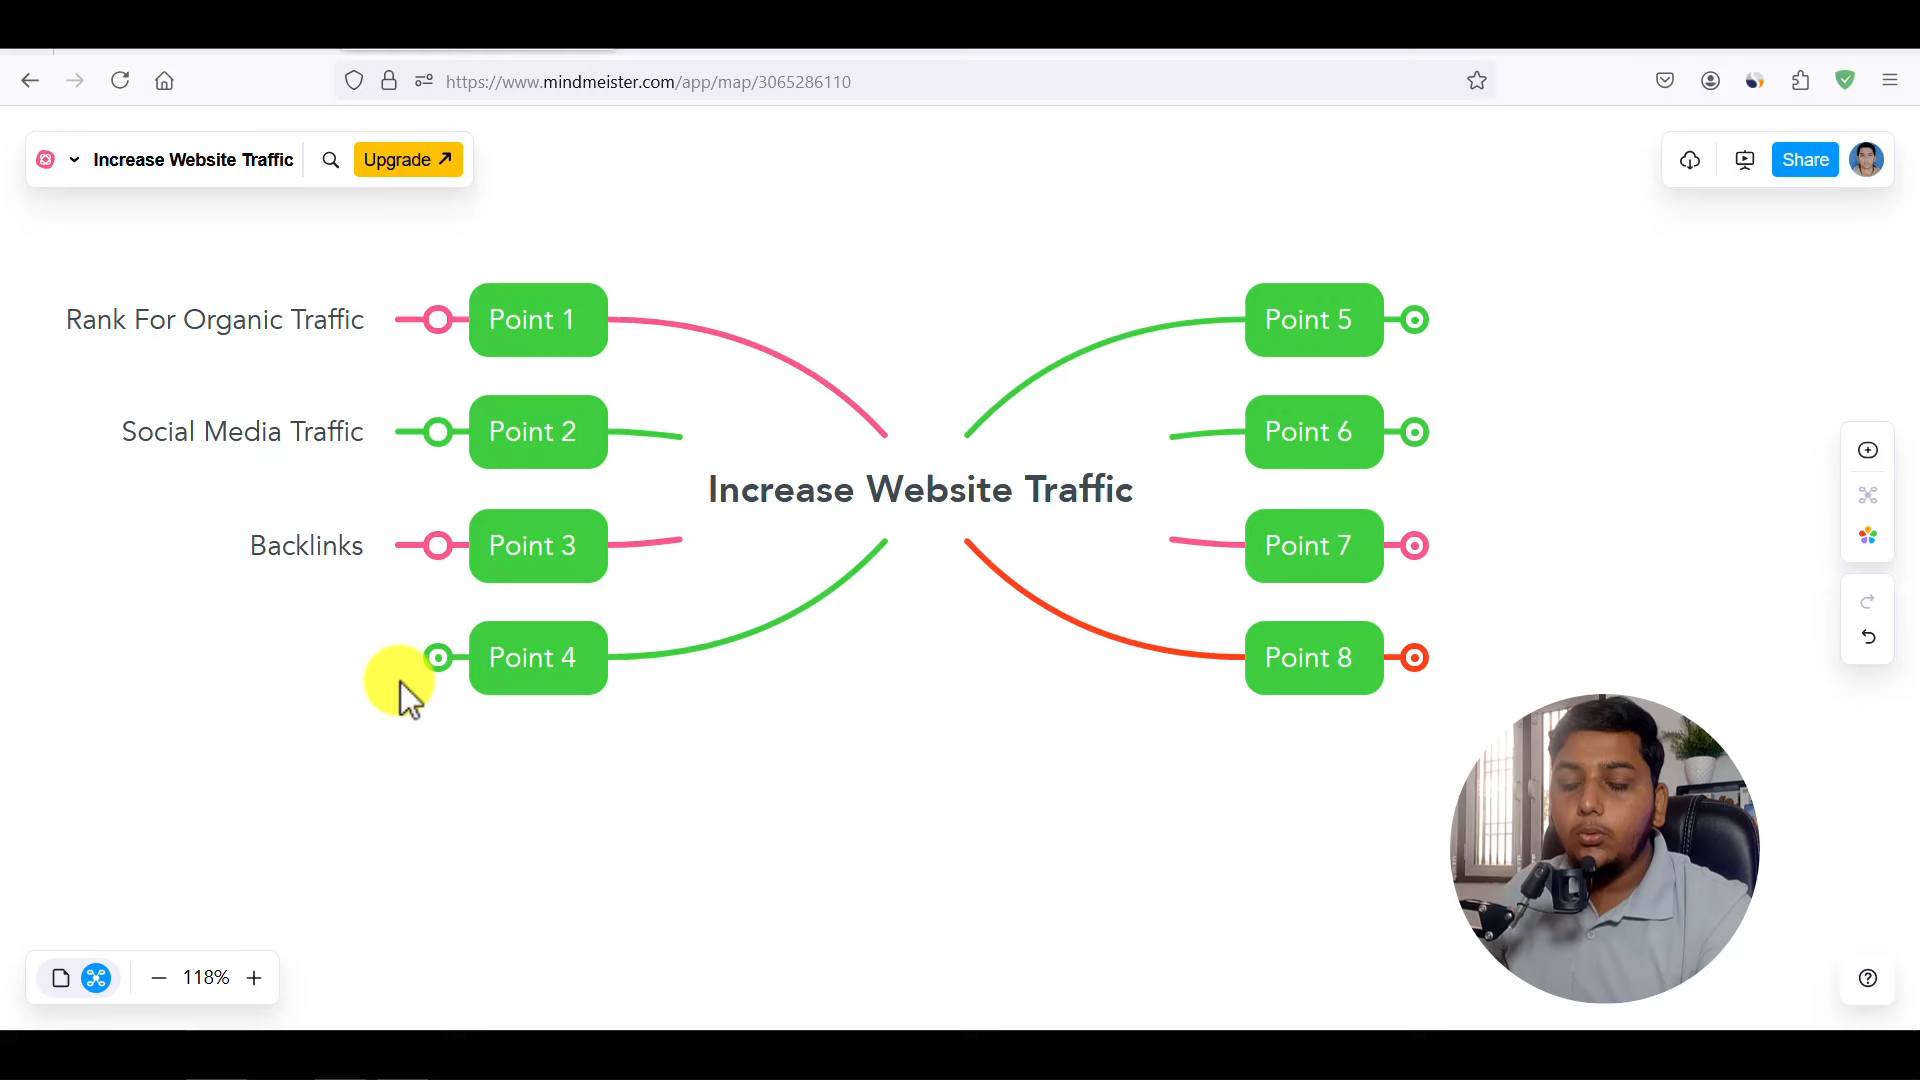 https://www.mindmeister.com/app/map/3065286110
Increase Website Traffic
Upgrade
Share
Rank For Organic Traffic
Point 1
Point 5
Social Media Traffic
Point 2
Point 6
Increase Website Traffic
Backlinks
Point 3
Point 7
Point 4
Point 8
118%